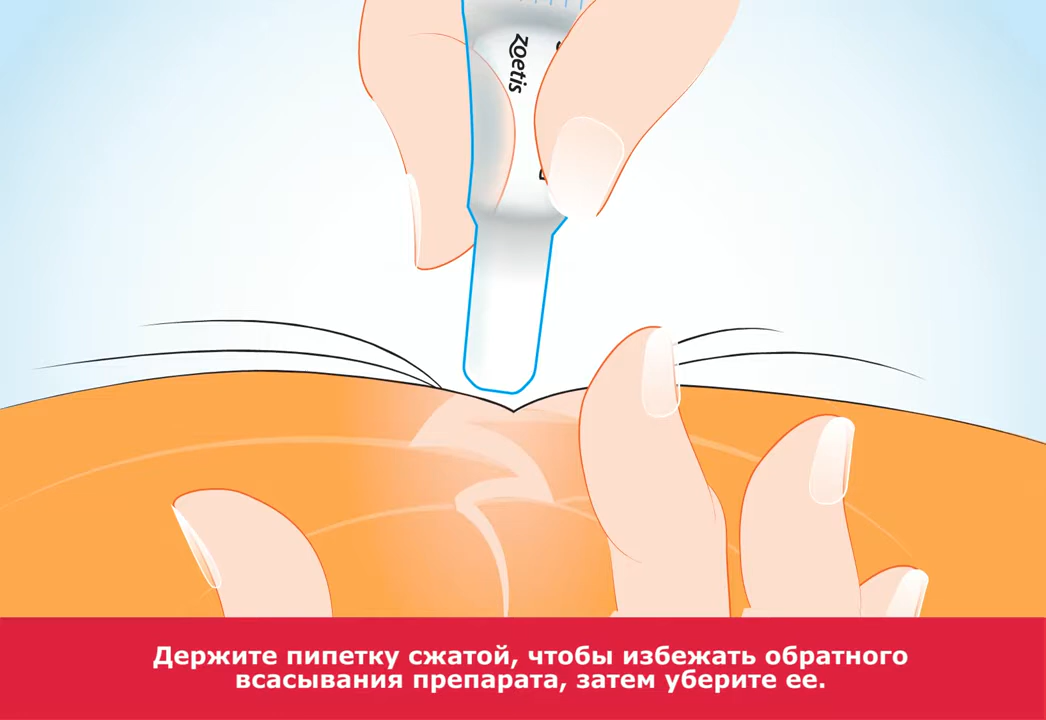 zoetis
Держите пипетку сжатой, чтобы избежать обратного
всасывания препарата, затем уберите ее.